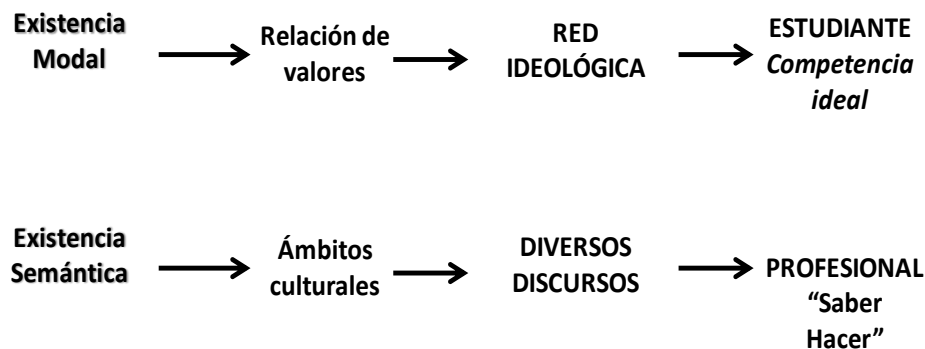 Existencia
Modal
Relación de
valores
RED
IDEOLÓGICA
ESTUDIANTE
Competencia
ideal
Existencia
Semántica
Ámbitos
culturales
DIVERSOS
DISCURSOS
PROFESIONAL
“Saber
Hacer”